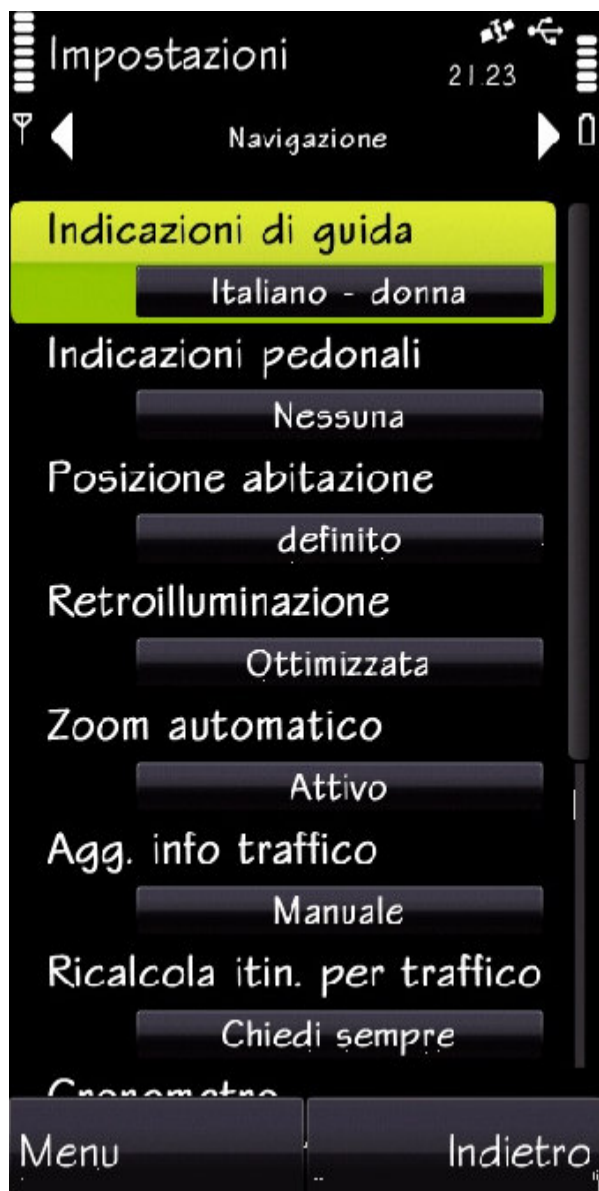 Impostazioni
21.23
Navigazione
Indicazioni di guida
Italiano - donna
Indicazioni pedonali
Nessuna
Posizione abitazione
definito
Retroilluminazione
Ottimizzata
Zoom automatico
Attivo
Agg. info traffico
Manuale
Ricalcola itin. per traffico
Chiedi sempre
Cronometro
Menu
Indietro